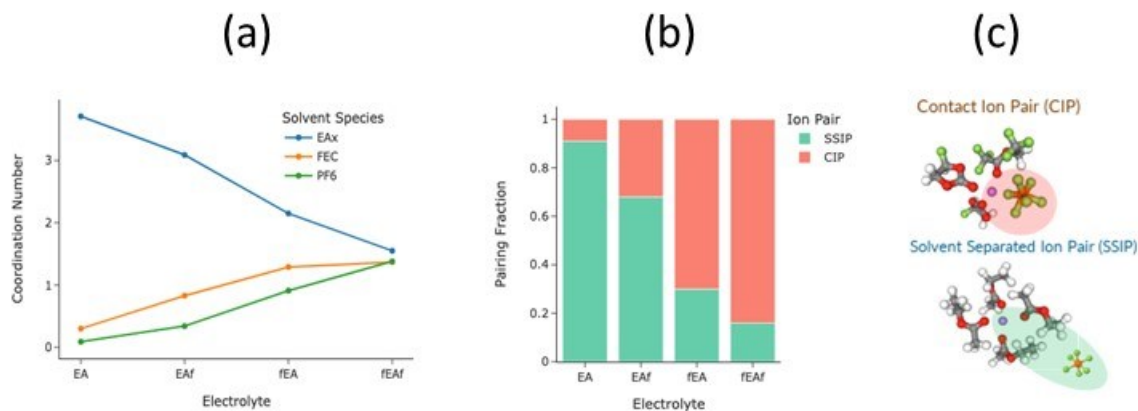 (a)
(b)
(c)
Coordination Number
3
2
1
0
EA
EAf
fEA
fEAf
Electrolyte
Solvent Species
EAx
FEC
PF6
Pairing Fraction
1
0.8
0.6
0.4
0.2
0
EA
EAf
fEA
fEAf
Electrolyte
Ion Pair
SSIP
CIP
Contact Ion Pair (CIP)
Solvent Separated Ion Pair (SSIP)